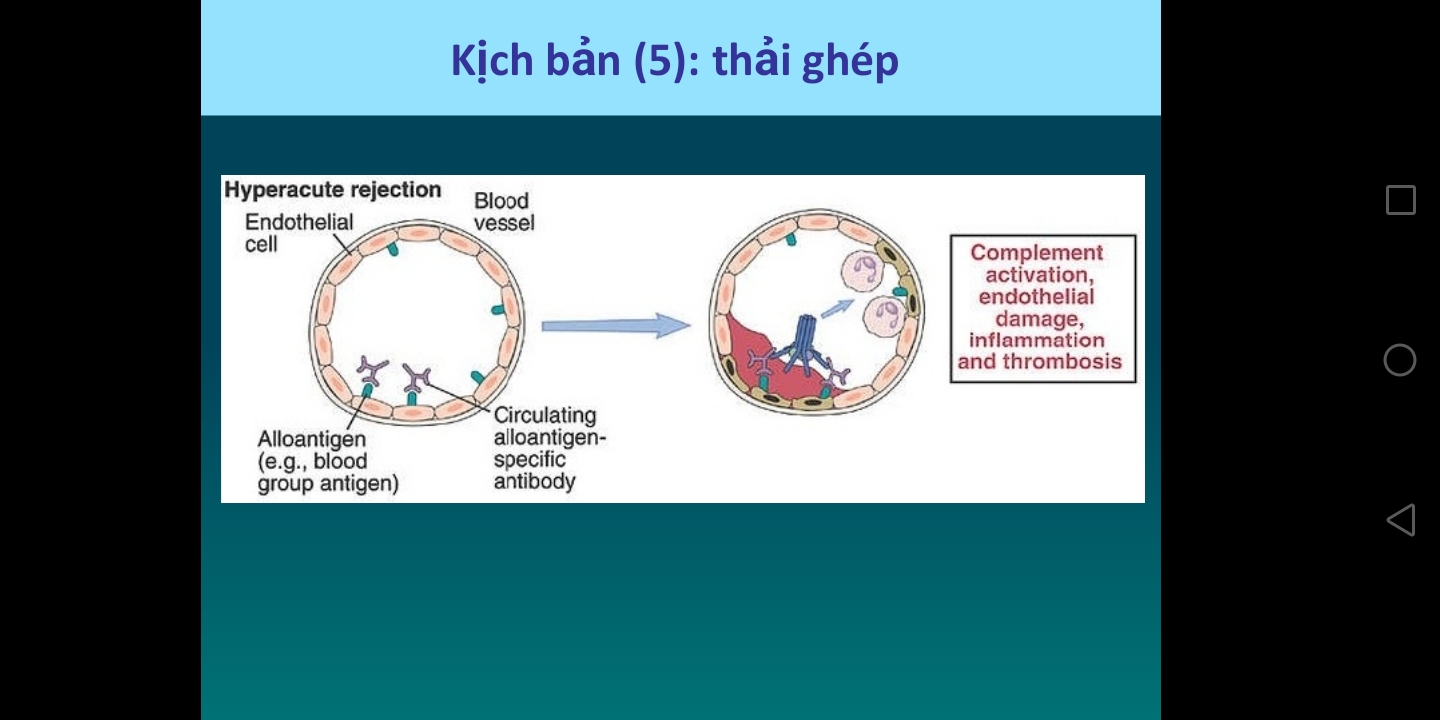 Kịch bản (5): thải ghép
Hyperacute rejection
Endothelial
cell
Blood
vessel
Alloantigen
(e.g., blood
group antigen)
Circulating
alloantigen-
specific
antibody
Complement
activation,
endothelial
damage,
inflammation
and thrombosis